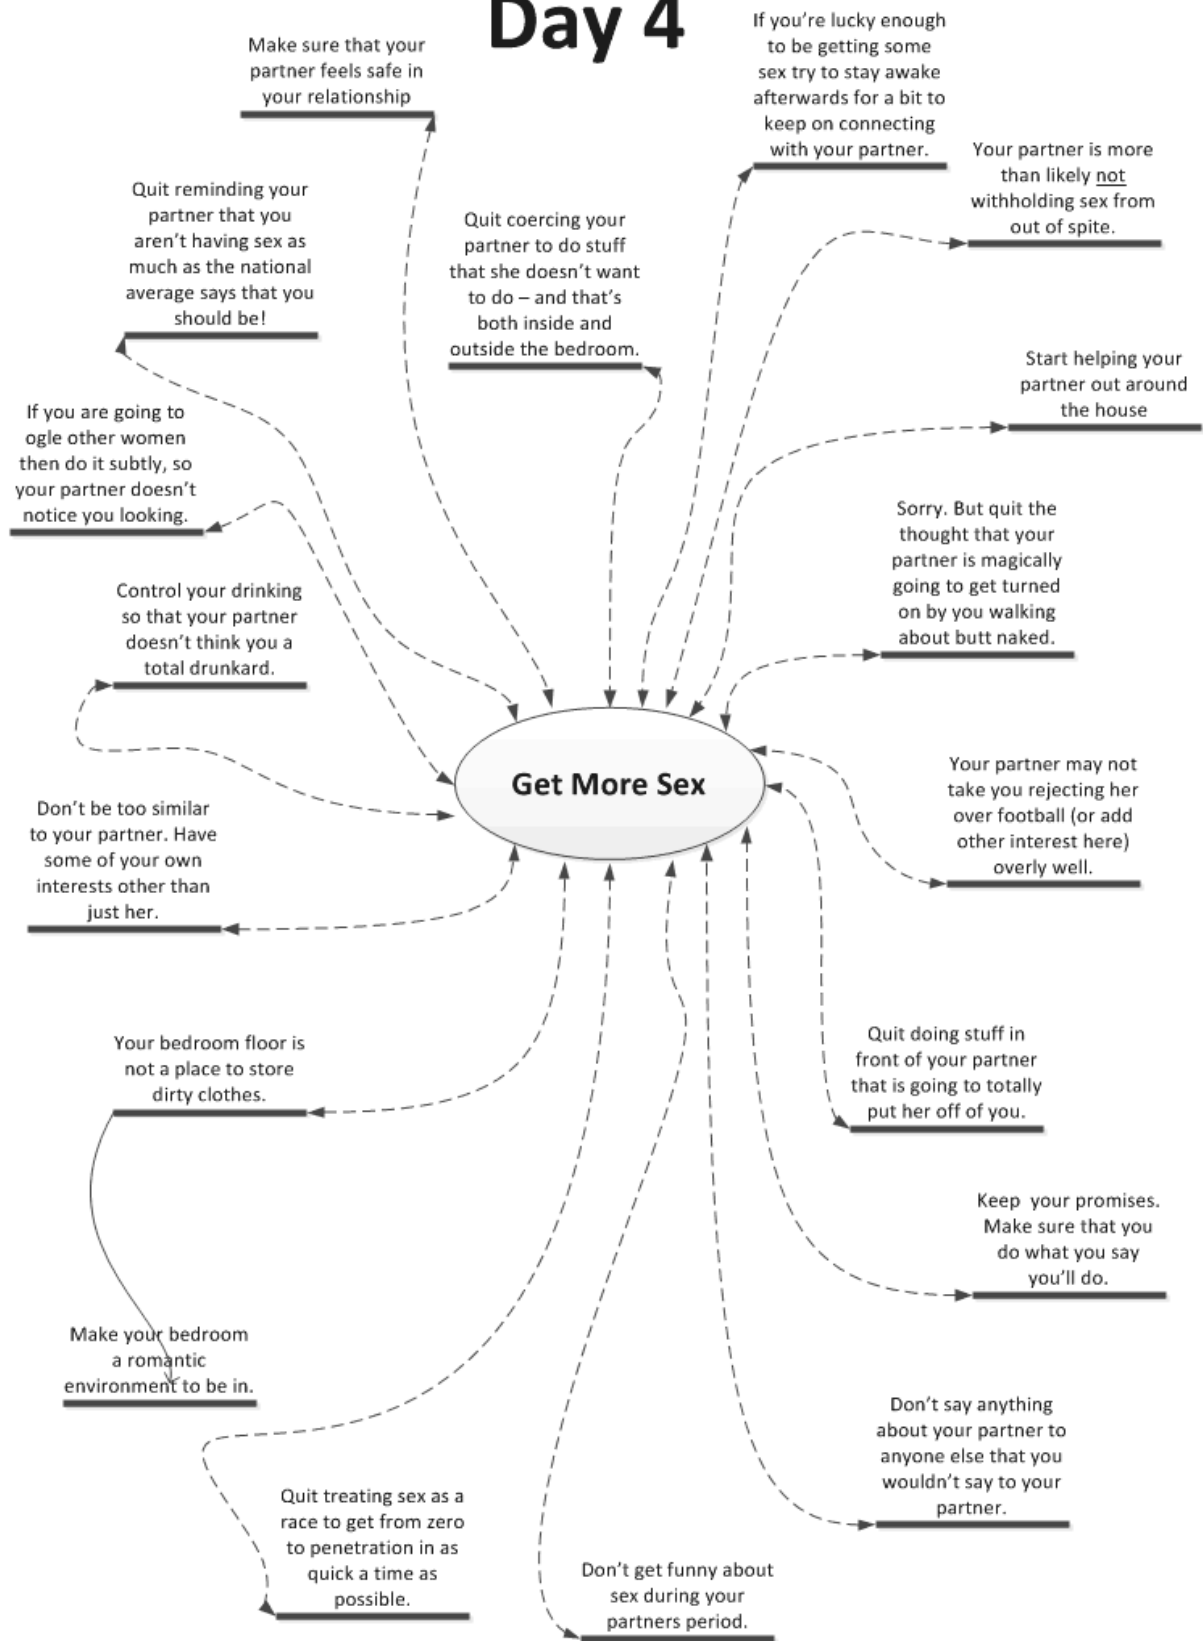 Day 4
Make sure that your
partner feels safe in
your relationship
If you’re lucky enough
to be getting some
sex try to stay awake
afterwards for a bit to
keep on connecting
with your partner.
Your partner is more
than likely not
withholding sex from
out of spite.
Quit reminding your
partner that you
aren’t having sex as
much as the national
average says that you
should be!
Quit coercing your
partner to do stuff
that she doesn’t want
to do – and that’s
both inside and
outside the bedroom.
Start helping your
partner out around
the house
If you are going to
ogle other women
then do it subtly, so
your partner doesn’t
notice you looking.
Sorry. But quit the
thought that your
partner is magically
going to get turned
on by you walking
about butt naked.
Control your drinking
so that your partner
doesn’t think you a
total drunkard.
Get More Sex
Your partner may not
take you rejecting her
over football (or add
other interest here)
overly well.
Don’t be too similar
to your partner. Have
some of your own
interests other than
just her.
Your bedroom floor is
not a place to store
dirty clothes.
Quit doing stuff in
front of your partner
that is going to totally
put her off of you.
Keep  your promises.
Make sure that you
do what you say
you’ll do.
Make your bedroom
a romantic
environment to be in.
Don’t say anything
about your partner to
anyone else that you
wouldn’t say to your
partner.
Quit treating sex as a
race to get from zero
to penetration in as
quick a time as
possible.
Don’t get funny about
sex during your
partners period.